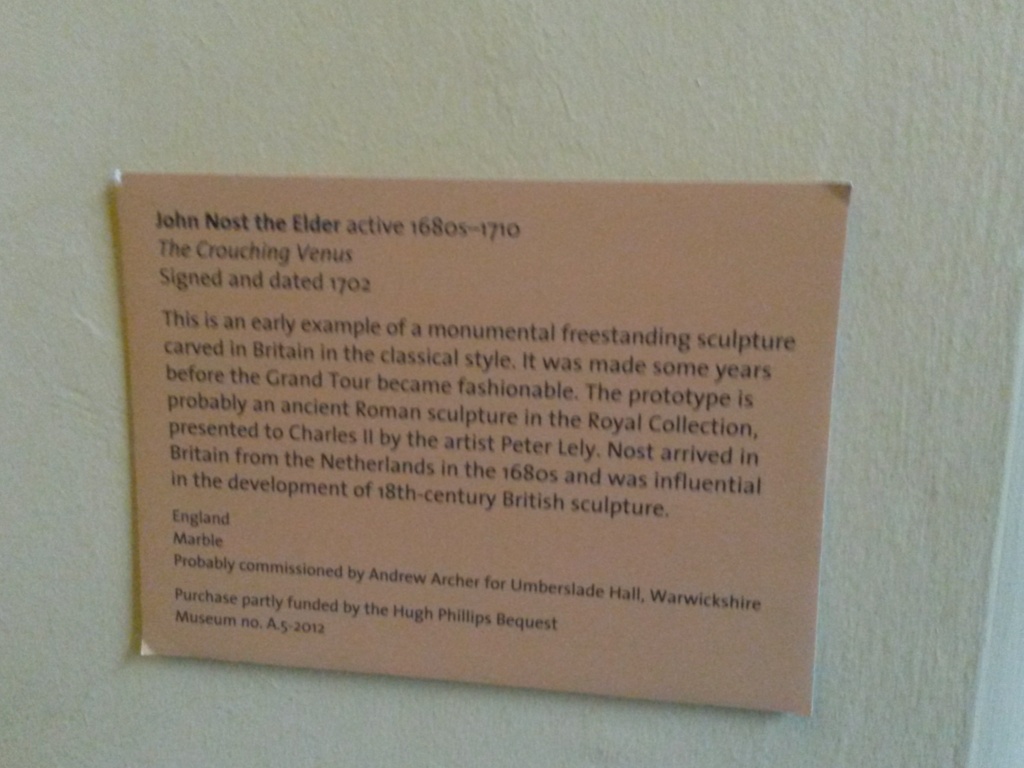 John Nost the Elder active 1680s–1710
The Crouching Venus
Signed and dated 1702
This is an early example of a monumental freestanding sculpture
carved in Britain in the classical style. It was made some years
before the Grand Tour became fashionable. The prototype is
probably an ancient Roman sculpture in the Royal Collection,
presented to Charles II by the artist Peter Lely. Nost arrived in
Britain from the Netherlands in the 1680s and was influential
in the development of 18th-century British sculpture.
England
Marble
Probably commissioned by Andrew Archer for Umberslade Hall, Warwickshire
Purchase partly funded by the Hugh Phillips Bequest
Museum no. A.5-2012